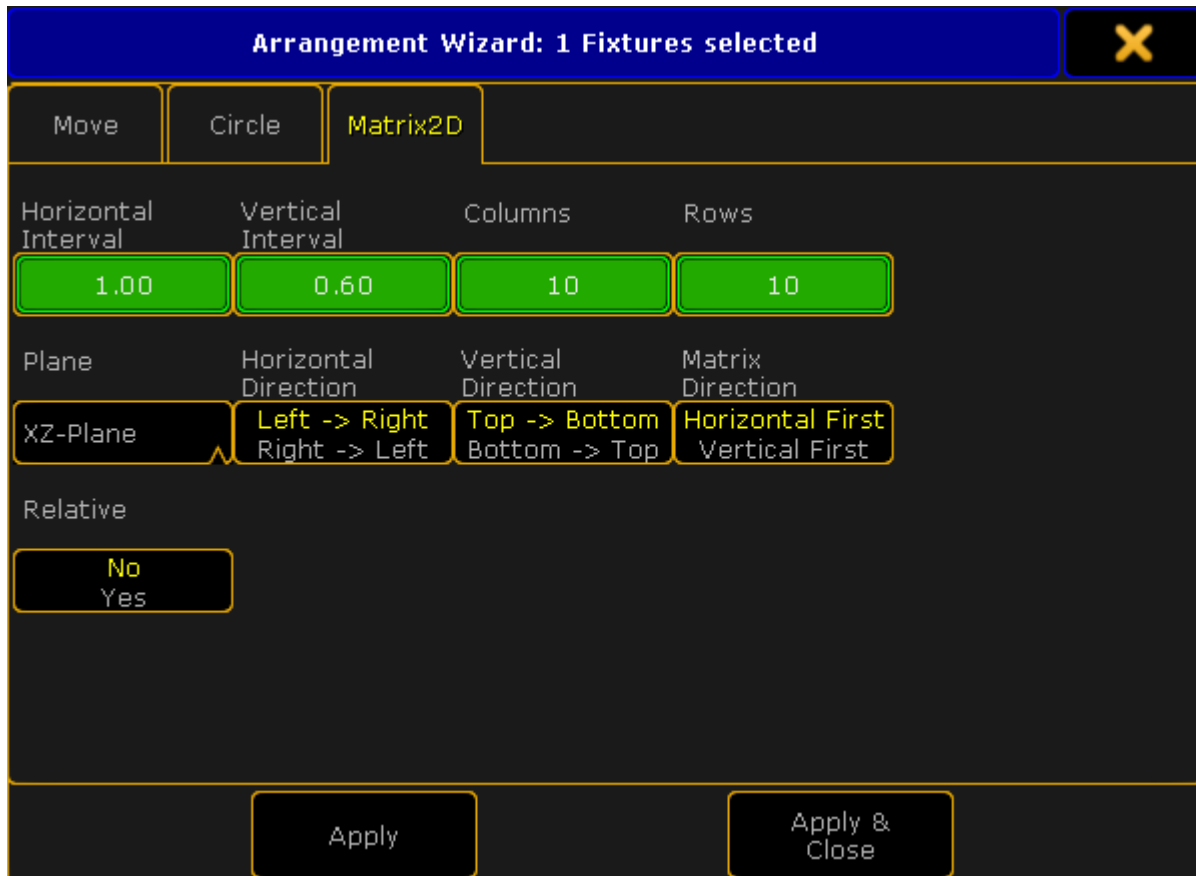 Arrangement Wizard: 1 Fixtures selected
Move
Circle
Matrix2D
Horizontal
Interval
Vertical
Interval
Columns
Rows
1.00
0.60
10
10
Plane
Horizontal
Direction
Vertical
Direction
Matrix
Direction
XZ-Plane
Left -> Right
Right -> Left
Top -> Bottom
Bottom -> Top
Horizontal First
Vertical First
Relative
No
Yes
Apply
Apply &
Close